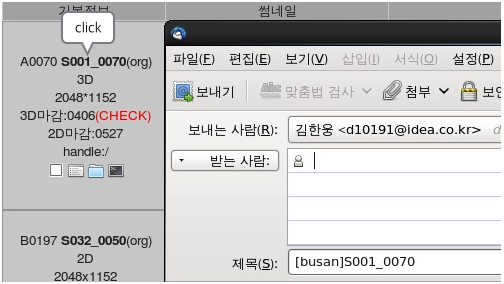 기본정보
썸네일
click
A0070 S001_0070(org)
3D
2048*1152
3D마감:0406(CHECK)
2D마감:0527
handle:/
B0197 S032_0050(org)
2D
2048x1152
파일(F) 편집(E) 보기(V) 삽입(I) 서식(O) 설정(P)
보내기 Abc 맞춤법 검사 첨부 보안
보내는 사람(R): 김한웅 <d10191@idea.co.kr> d
받는 사람:
제목(S): [busan]S001_0070